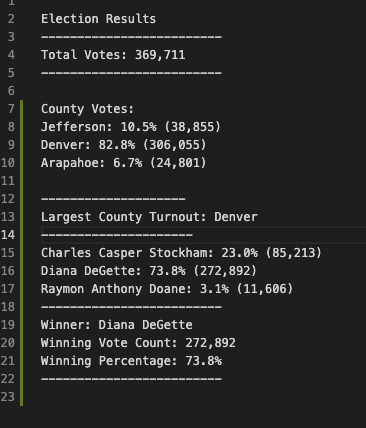 1
2 Election Results
3 -------------------------
4 Total Votes: 369,711
5 -------------------------
6
7 County Votes:
8 Jefferson: 10.5% (38,855)
9 Denver: 82.8% (306,055)
10 Arapahoe: 6.7% (24,801)
11
12 --------------------
13 Largest County Turnout: Denver
14 ---------------------
15 Charles Casper Stockham: 23.0% (85,213)
16 Diana DeGette: 73.8% (272,892)
17 Raymon Anthony Doane: 3.1% (11,606)
18 -------------------------
19 Winner: Diana DeGette
20 Winning Vote Count: 272,892
21 Winning Percentage: 73.8%
22 -------------------------
23